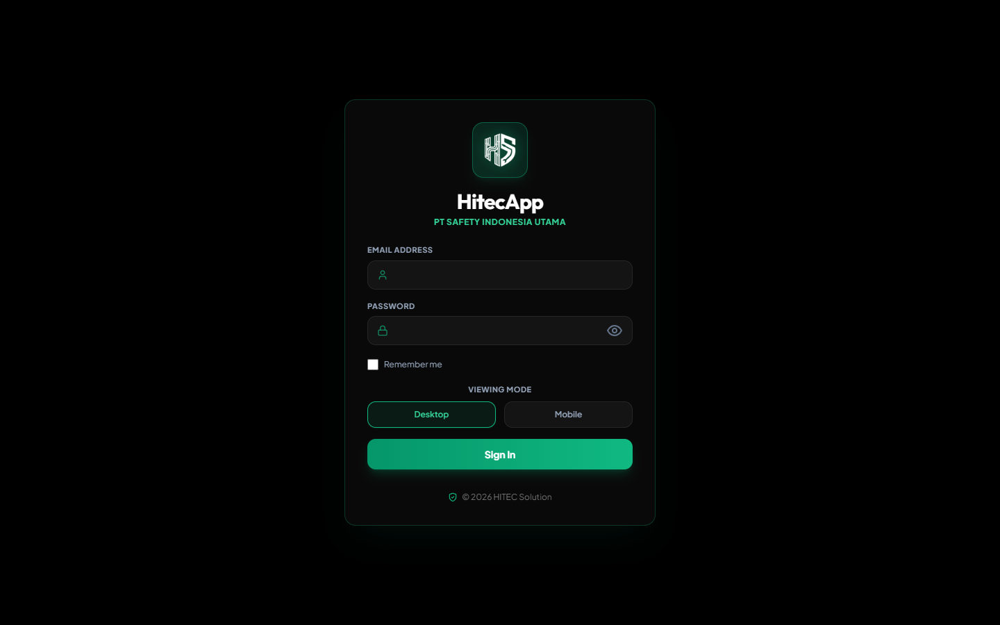 HS
HitecApp
PT SAFETY INDONESIA UTAMA
EMAIL ADDRESS
PASSWORD
Remember me
VIEWING MODE
Desktop
Mobile
Sign In
© 2026 HITEC Solution